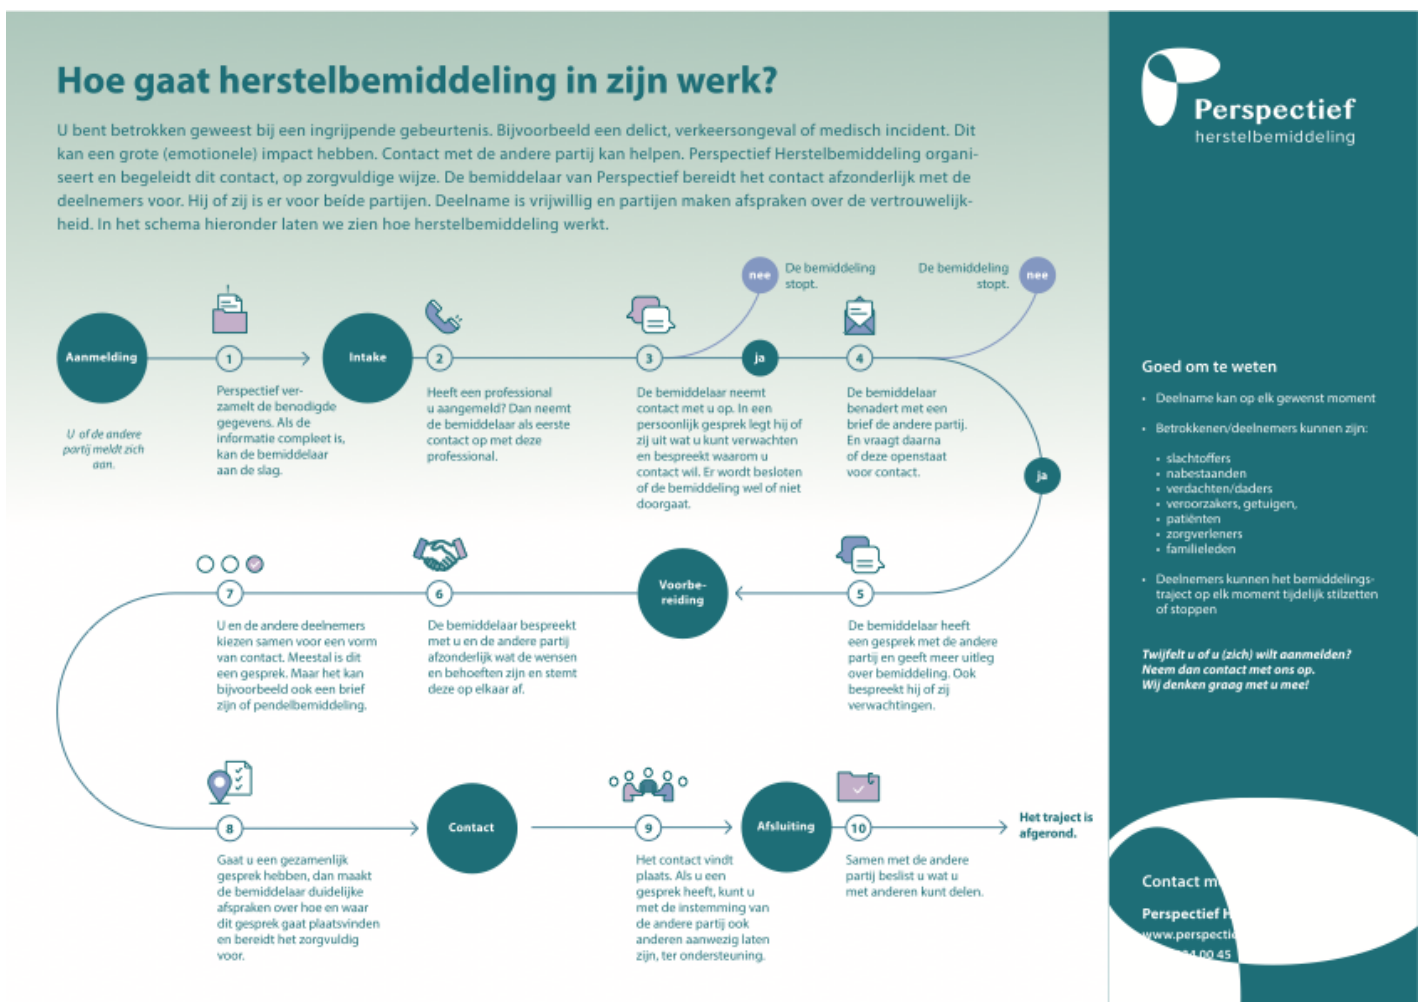 Hoe gaat herstelbemiddeling in zijn werk?
U bent betrokken geweest bij een ingrijpende gebeurtenis. Bijvoorbeeld een delict, verkeersongeval of medisch incident. Dit
kan een grote (emotionele) impact hebben. Contact met de andere partij kan helpen. Perspectief Herstelbemiddeling organi-
seert en begeleidt dit contact, op zorgvuldige wijze. De bemiddelaar van Perspectief bereidt het contact afzonderlijk met de
deelnemers voor. Hij of zij is er voor beíde partijen. Deelname is vrijwillig en partijen maken afspraken over de vertrouwelijk-
heid. In het schema hieronder laten we zien hoe herstelbemiddeling werkt.
Aanmelding
U of de andere
partij meldt zich
aan.
1
Perspectief ver-
zamelt de benodigde
gegevens. Als de
informatie compleet is,
kan de bemiddelaar
aan de slag.
Intake
2
Heeft een professional
u aangemeld? Dan neemt
de bemiddelaar als eerste
contact op met deze
professional.
3
De bemiddelaar neemt
contact met u op. In een
persoonlijk gesprek legt hij of
zij uit wat u kunt verwachten
en bespreekt waarom u
contact wil. Er wordt besloten
of de bemiddeling wel of niet
doorgaat.
nee
De bemiddeling
stopt.
ja
4
De bemiddelaar
benadert met een
brief de andere partij.
En vraagt daarna
of deze openstaat
voor contact.
De bemiddeling
stopt.
nee
ja
5
De bemiddelaar heeft
een gesprek met de andere
partij en geeft meer uitleg
over bemiddeling. Ook
bespreekt hij of zij
verwachtingen.
Voorbe-
reiding
6
De bemiddelaar bespreekt
met u en de andere partij
afzonderlijk wat de wensen
en behoeften zijn en stemt
deze op elkaar af.
7
U en de andere deelnemers
kiezen samen voor een vorm
van contact. Meestal is dit
een gesprek. Maar het kan
bijvoorbeeld ook een brief
zijn of pendelbemiddeling.
8
Gaat u een gezamenlijk
gesprek hebben, dan maakt
de bemiddelaar duidelijke
afspraken over hoe en waar
dit gesprek gaat plaatsvinden
en bereidt het zorgvuldig
voor.
Contact
9
Het contact vindt
plaats. Als u een
gesprek heeft, kunt u
met de instemming van
de andere partij ook
anderen aanwezig laten
zijn, ter ondersteuning.
Afsluiting
10
Samen met de andere
partij beslist u wat u
met anderen kunt delen.
Het traject is
afgerond.
Perspectief
herstelbemiddeling
Goed om te weten
• Deelname kan op elk gewenst moment
• Betrokkenen/deelnemers kunnen zijn:
• slachtoffers
• nabestaanden
• verdachten/daders
• veroorzakers, getuigen,
• patiënten
• zorgverleners
• familieleden
• Deelnemers kunnen het bemiddelings-
traject op elk moment tijdelijk stilzetten
of stoppen
Twijfelt u of u (zich) wilt aanmelden?
Neem dan contact met ons op.
Wij denken graag met u mee!
Contact m
Perspectief H
www.perspectie
00 45